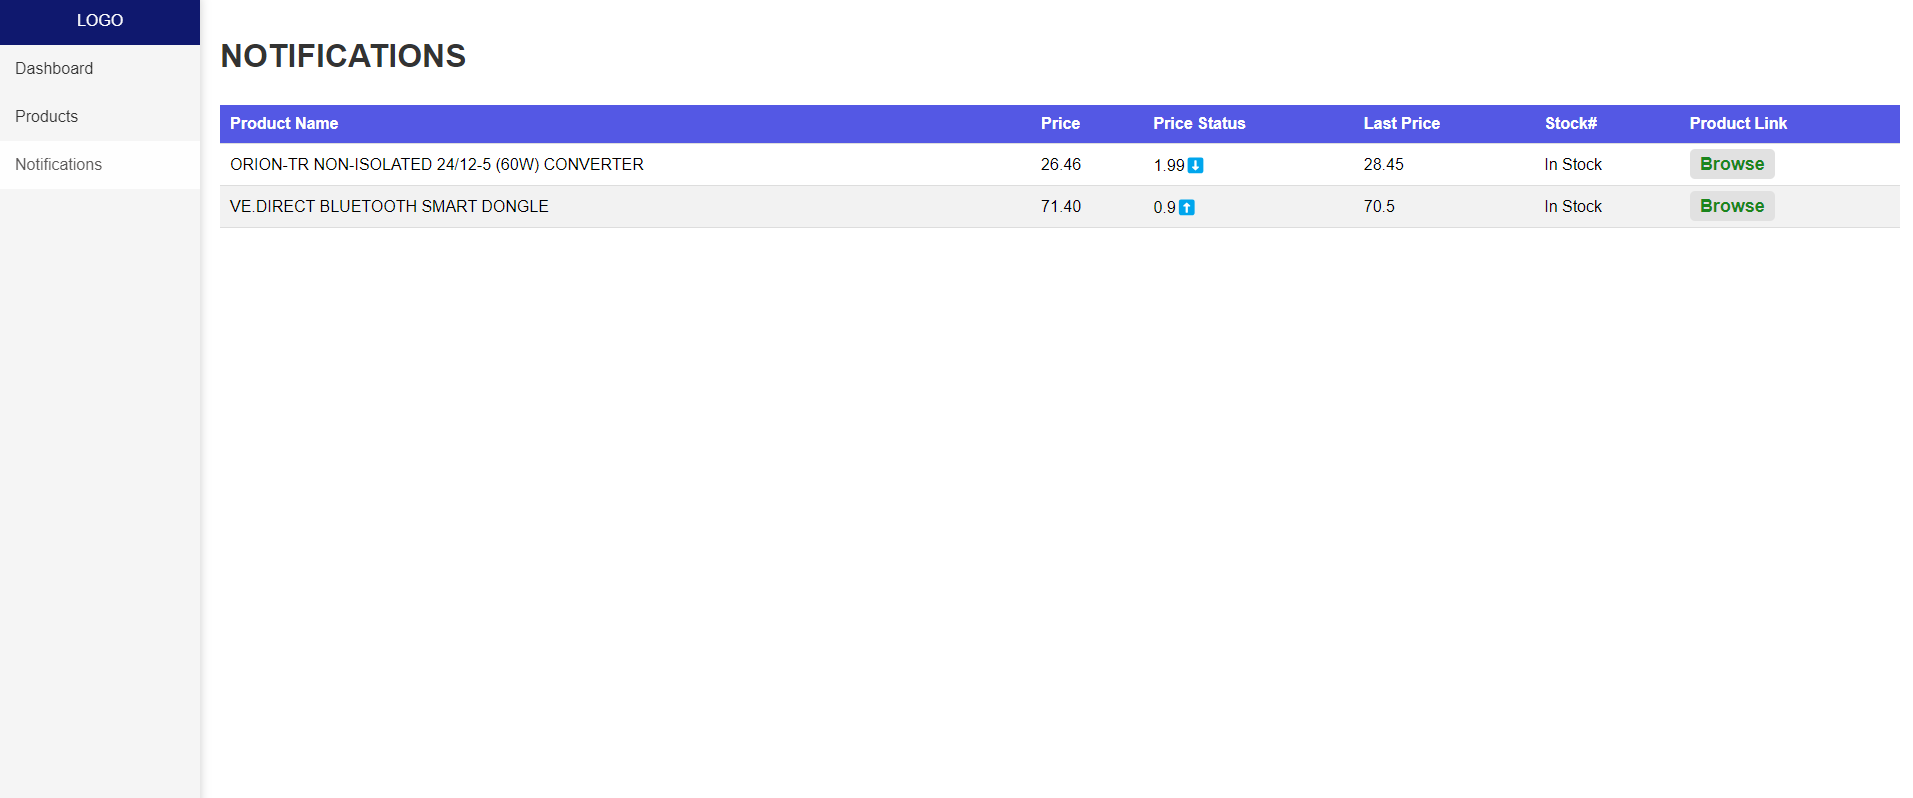 LOGO
Dashboard
Products
Notifications
NOTIFICATIONS
Product Name Price Price Status Last Price Stock# Product Link
ORION-TR NON-ISOLATED 24/12-5 (60W) CONVERTER 26.46 1.99⬇️ 28.45 In Stock Browse
VE.DIRECT BLUETOOTH SMART DONGLE 71.40 0.9⬆️ 70.5 In Stock Browse